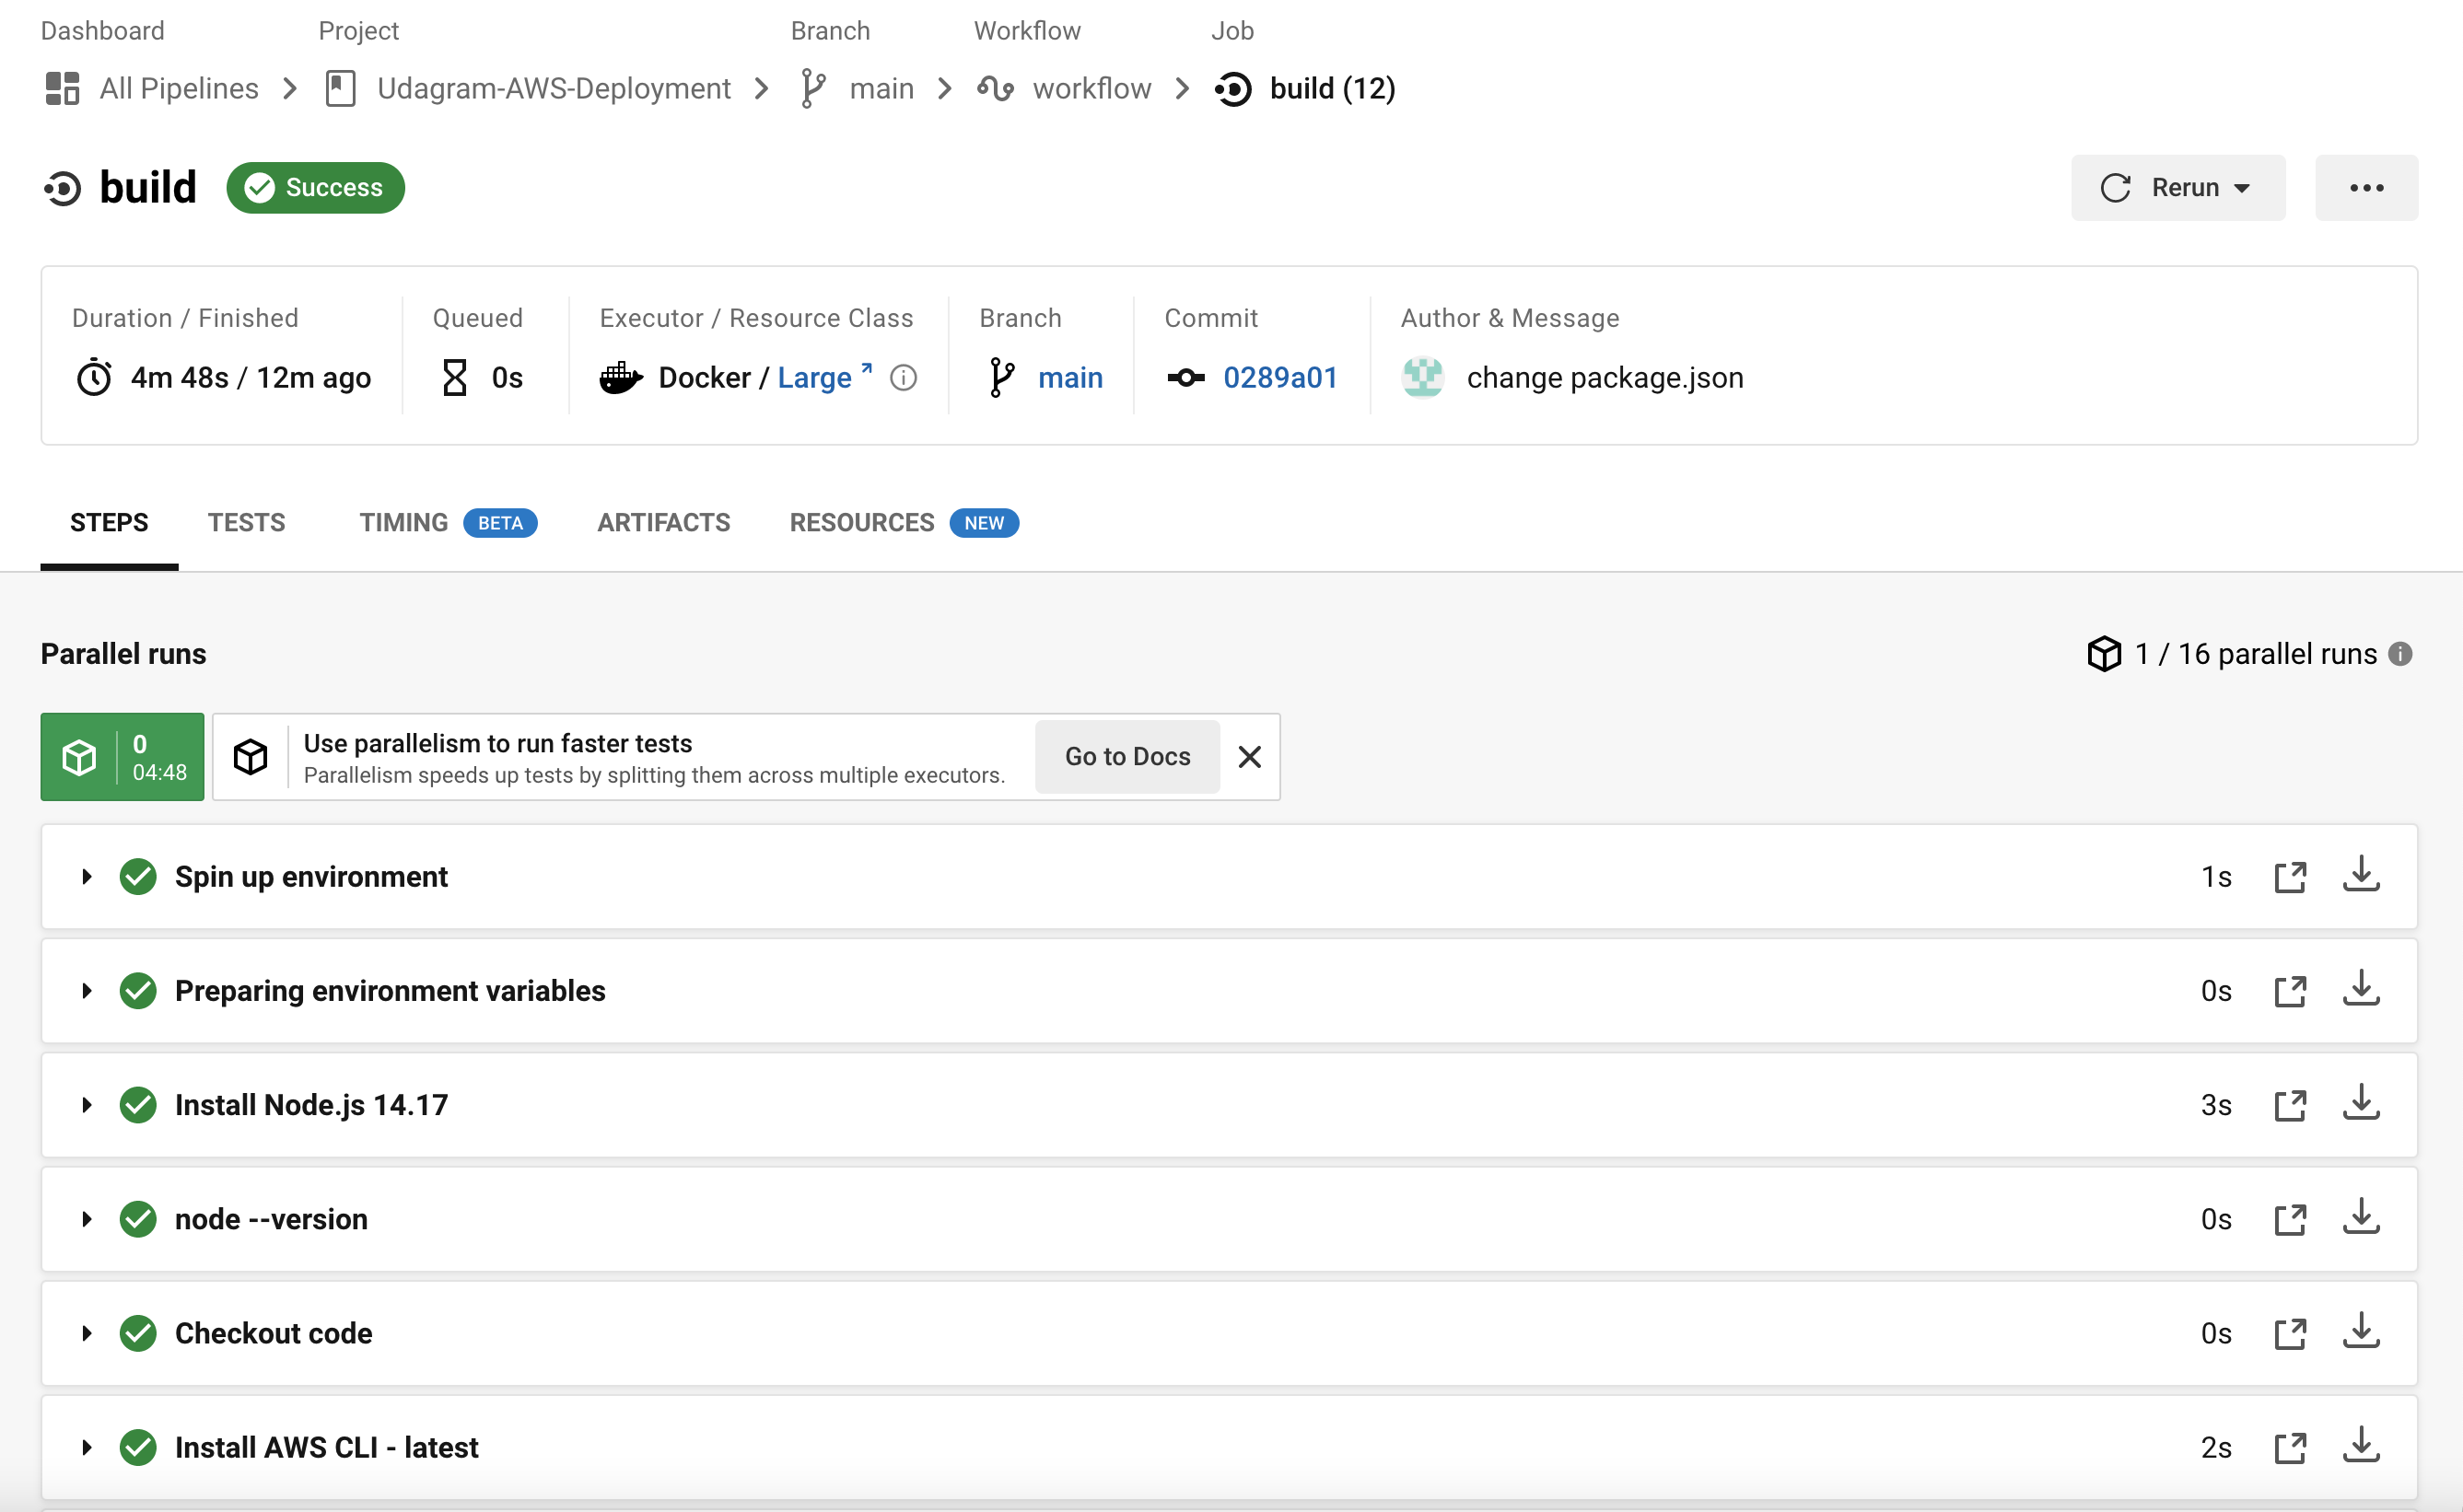 Dashboard Project Branch Workflow Job
All Pipelines Udagram-AWS-Deployment main workflow build (12)
build Success Rerun
Duration / Finished Queued Executor / Resource Class Branch Commit Author & Message
4m 48s / 12m ago 0s Docker / Large main 0289a01 change package.json
STEPS TESTS TIMING BETA ARTIFACTS RESOURCES NEW
Parallel runs 1 / 16 parallel runs
0
04:48
Use parallelism to run faster tests
Parallelism speeds up tests by splitting them across multiple executors.
Go to Docs
Spin up environment 1s
Preparing environment variables 0s
Install Node.js 14.17 3s
node --version 0s
Checkout code 0s
Install AWS CLI - latest 2s